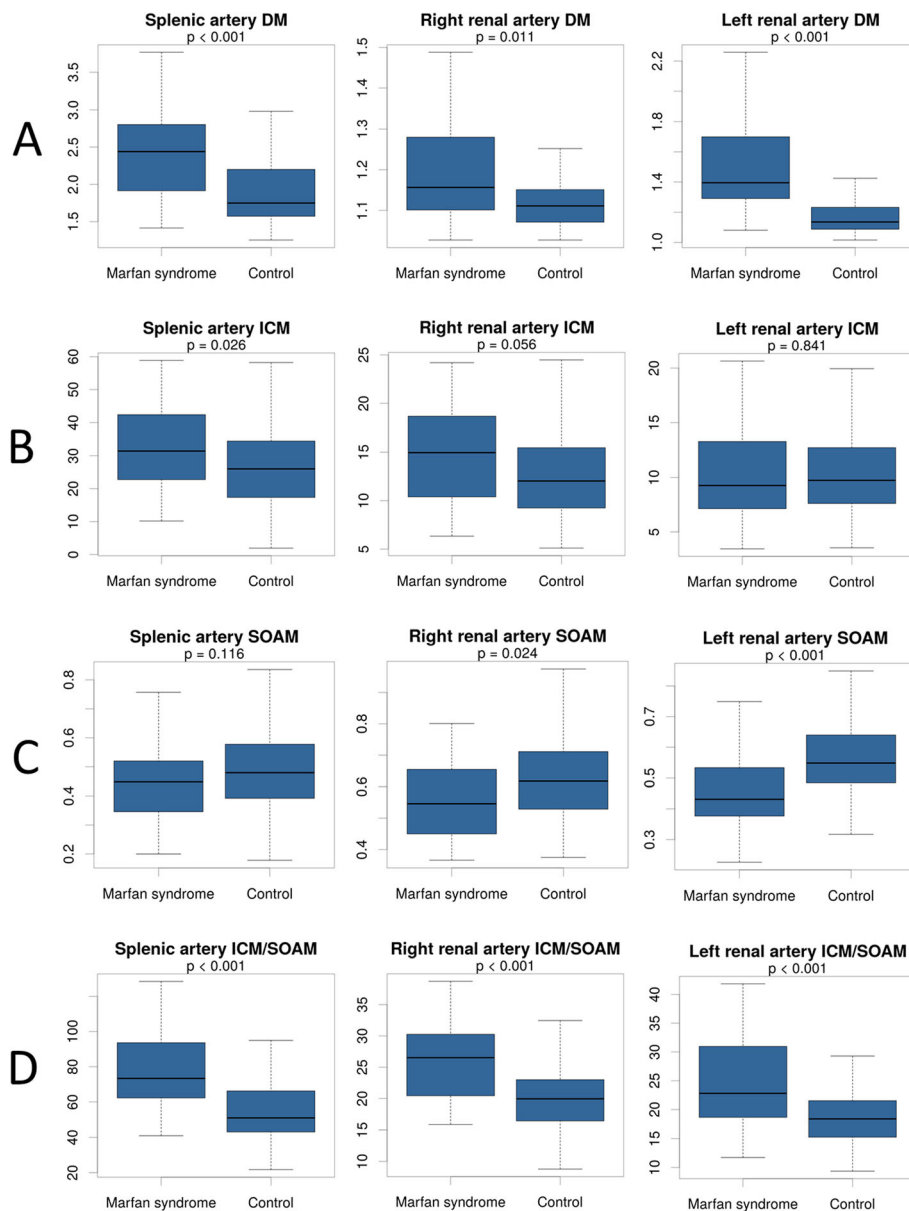 A
Splenic artery DM
p < 0.001
3.5
3.0
2.5
2.0
1.5
Marfan syndrome Control
Right renal artery DM
p = 0.011
1.5
1.4
1.3
1.2
1.1
Marfan syndrome Control
Left renal artery DM
p < 0.001
2.2
1.8
1.4
1.0
Marfan syndrome Control
B
Splenic artery ICM
p = 0.026
60
50
40
30
20
10
0
Marfan syndrome Control
Right renal artery ICM
p = 0.056
25
20
15
10
5
Marfan syndrome Control
Left renal artery ICM
p = 0.841
20
15
10
5
Marfan syndrome Control
C
Splenic artery SOAM
p = 0.116
0.8
0.6
0.4
0.2
Marfan syndrome Control
Right renal artery SOAM
p = 0.024
0.8
0.6
0.4
Marfan syndrome Control
Left renal artery SOAM
p < 0.001
0.7
0.5
0.3
Marfan syndrome Control
D
Splenic artery ICM/SOAM
p < 0.001
100
80
60
40
20
Marfan syndrome Control
Right renal artery ICM/SOAM
p < 0.001
35
30
25
20
15
10
Marfan syndrome Control
Left renal artery ICM/SOAM
p < 0.001
40
35
30
25
20
15
10
Marfan syndrome Control